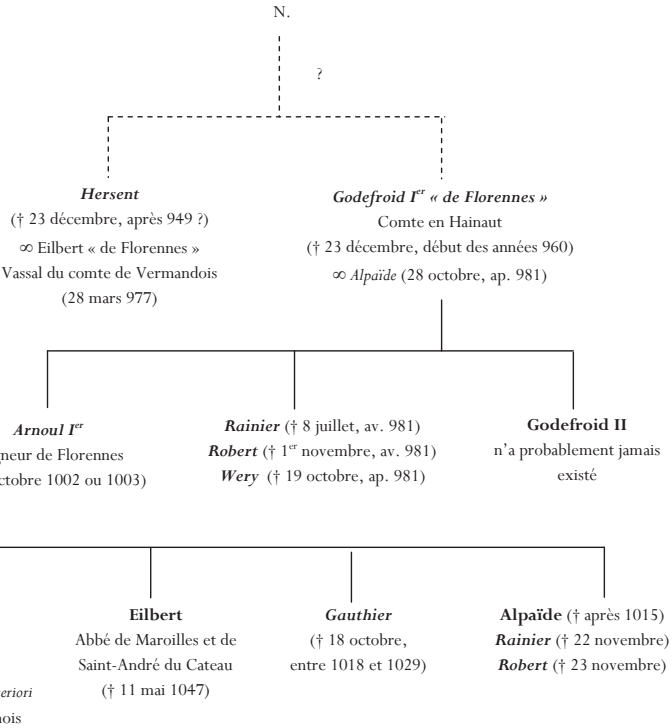 N.
?
Hersent
(† 23 décembre, après 949 ?)
∞ Eilbert « de Florennes »
Vassal du comte de Vermandois
(28 mars 977)
Godefroid Ier « de Florennes »
Comte en Hainaut
(† 23 décembre, début des années 960)
∞ Alpaïde (28 octobre, ap. 981)
Arnoul Ier
gneur de Florennes
ctobre 1002 ou 1003)
Rainier († 8 juillet, av. 981)
Robert († 1er novembre, av. 981)
Wery († 19 octobre, ap. 981)
Godefroid II
n'a probablement jamais
existé
Eilbert
Abbé de Maroilles et de
Saint-André du Cateau
(† 11 mai 1047)
Gauthier
(† 18 octobre,
entre 1018 et 1029)
Alpaïde († après 1015)
Rainier († 22 novembre)
Robert († 23 novembre)
eriori
nois